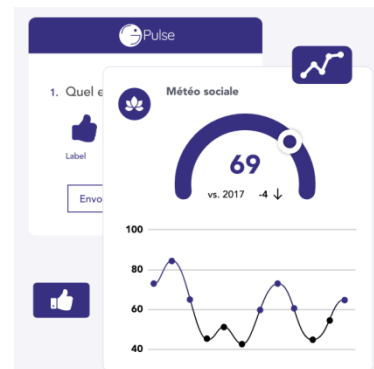 Pulse
1. Quel e
Label
Envo
Météo sociale
69
vs. 2017 -4 ↓
100
80
60
40